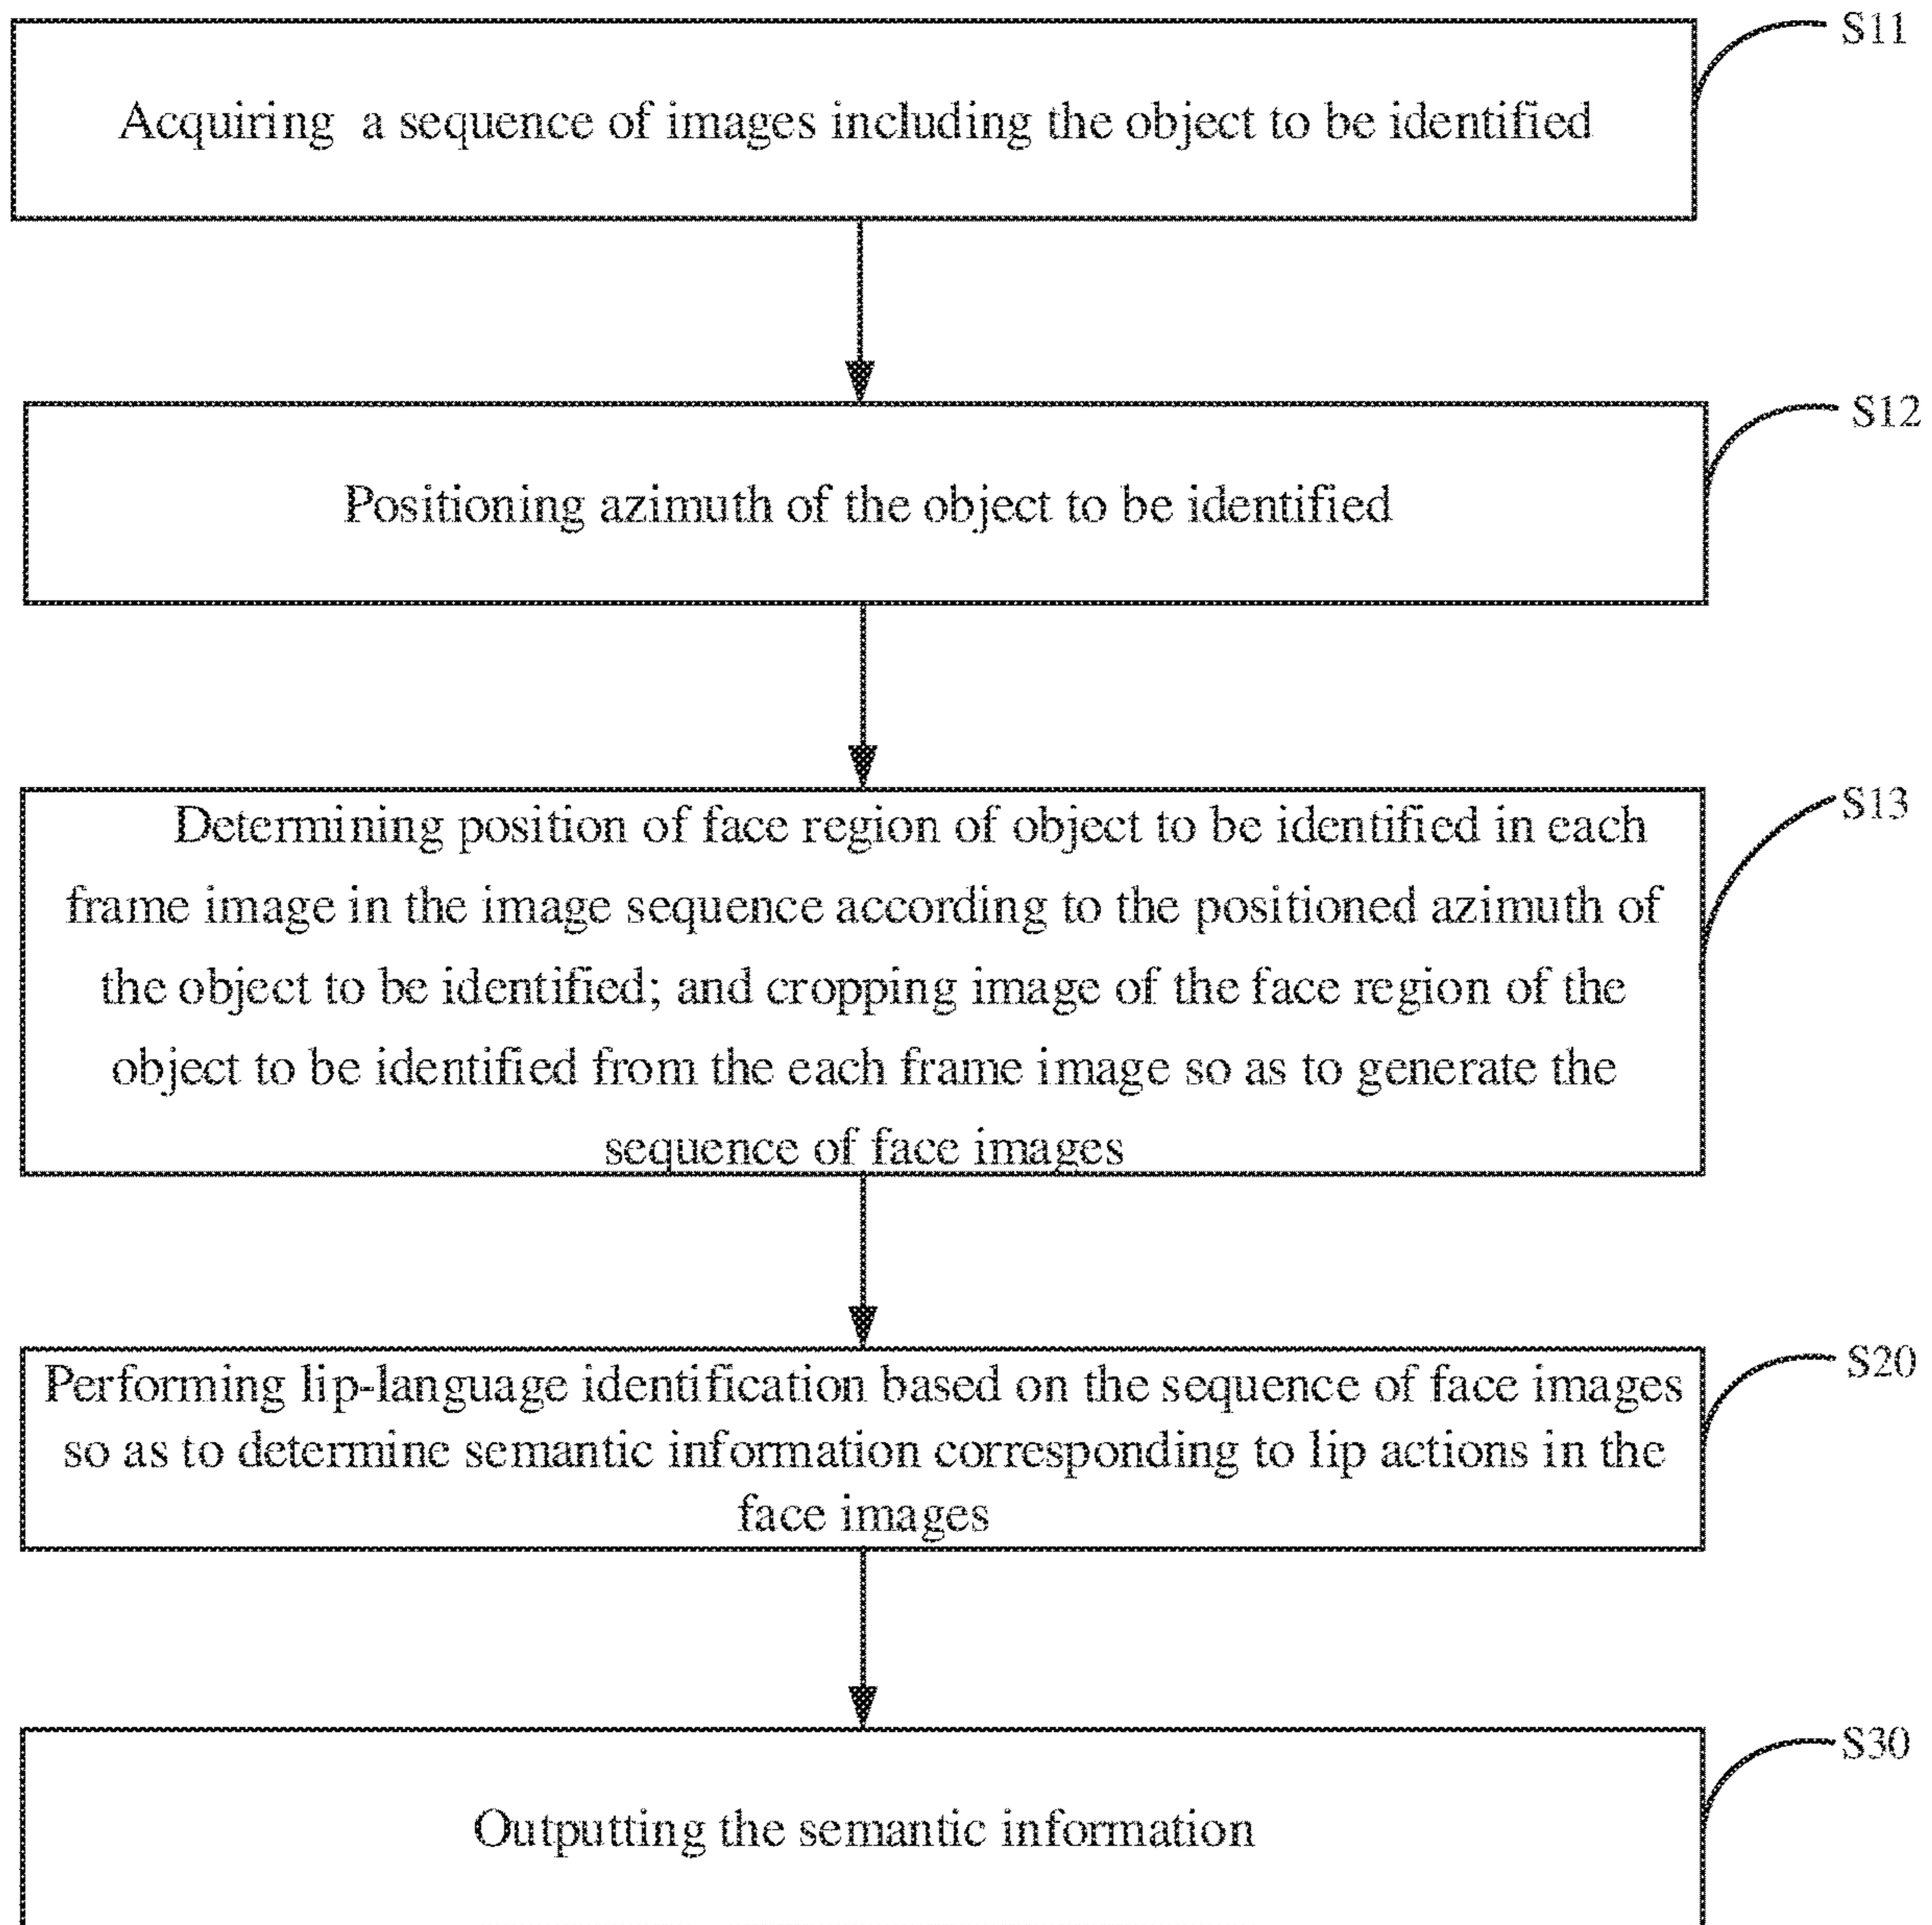 S11
Acquiring a sequence of images including the object to be identified
S12
Positioning azimuth of the object to be identified
S13
Determining position of face region of object to be identified in each
frame image in the image sequence according to the positioned azimuth of
the object to be identified; and cropping image of the face region of the
object to be identified from the each frame image so as to generate the
sequence of face images
S20
Performing lip-language identification based on the sequence of face images
so as to determine semantic information corresponding to lip actions in the
face images
S30
Outputting the semantic information